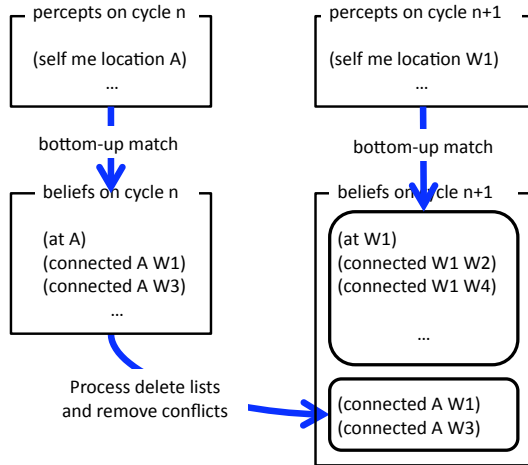 percepts on cycle n
(self me location A)
...
bottom-up match
beliefs on cycle n
(at A)
(connected A W1)
(connected A W3)
...
Process delete lists
and remove conflicts
percepts on cycle n+1
(self me location W1)
...
bottom-up match
beliefs on cycle n+1
(at W1)
(connected W1 W2)
(connected W1 W4)
...
(connected A W1)
(connected A W3)